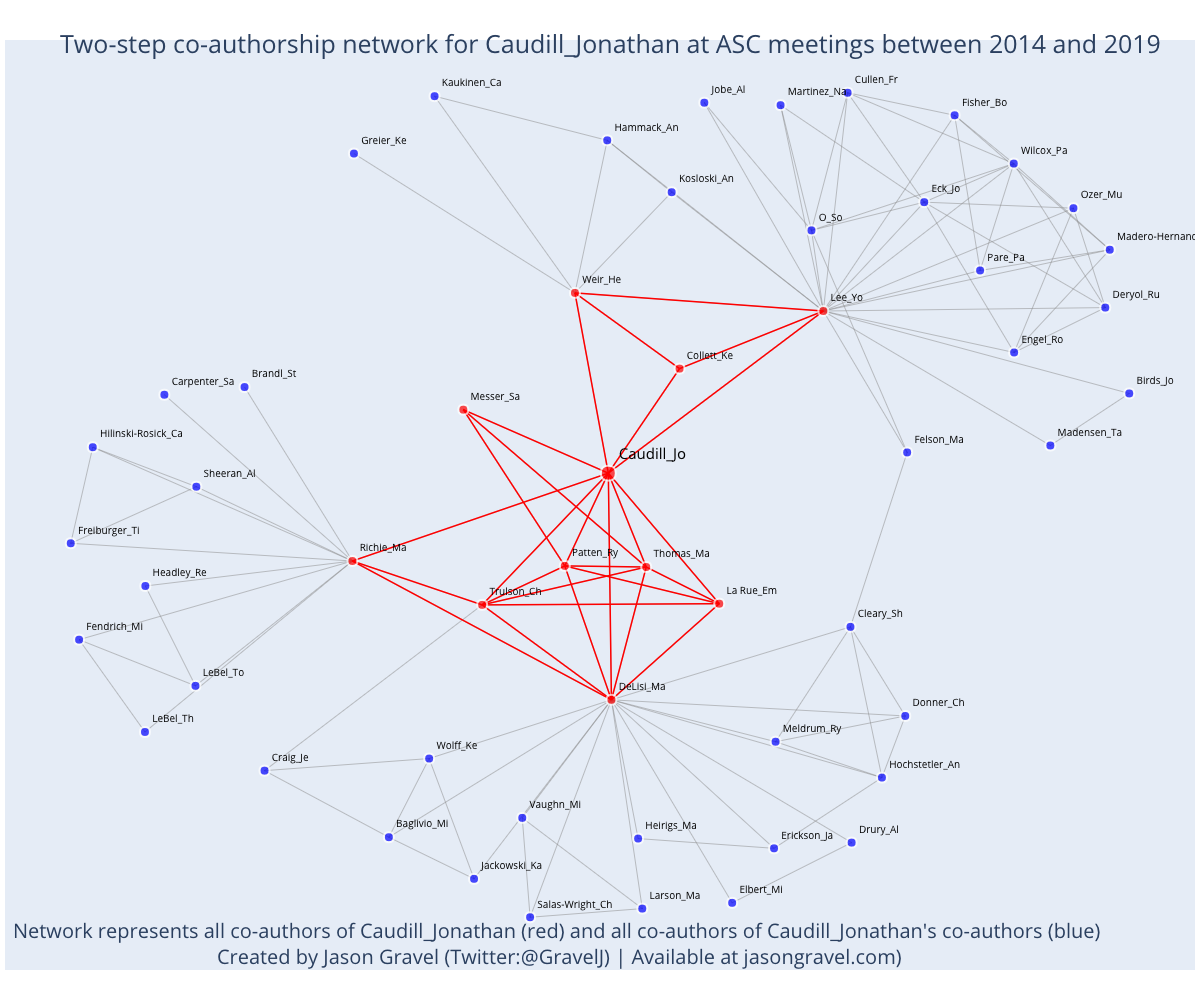 Two-step co-authorship network for Caudill_Jonathan at ASC meetings between 2014 and 2019
Cullen_Fr
Kaukinen_Ca
Jobe_Al
Martinez_Na
Fisher_Bo
Hammack_An
Greier_Ke
Wilcox_Pa
Kosloski_An
Eck_Jo
Ozer_Mu
O_So
Madero-Hernand
Pare_Pa
Weir_He
Lee_Yo
Deryol_Ru
Engel_Ro
Collett_Ke
Brandl_St
Carpenter_Sa
Birds_Jo
Messer_Sa
Hilinski-Rosick_Ca
Madensen_Ta
Felson_Ma
Caudill_Jo
Sheeran_Al
Freiburger_Ti
Richie_Ma
Patten_Ry
Thomas_Ma
Headley_Re
Trulson_Ch
La Rue_Em
Cleary_Sh
Fendrich_Mi
LeBel_To
DeLisi_Ma
Donner_Ch
LeBel_Th
Meldrum_Ry
Wolff_Ke
Craig_Je
Hochstetler_An
Vaughn_Mi
Baglivio_Mi
Heirigs_Ma
Drury_Al
Erickson_Ja
Jackowski_Ka
Elbert_Mi
Larson_Ma
Salas-Wright_Ch
Network represents all co-authors of Caudill_Jonathan (red) and all co-authors of Caudill_Jonathan's co-authors (blue)
Created by Jason Gravel (Twitter:@GravelJ) | Available at jasongravel.com)